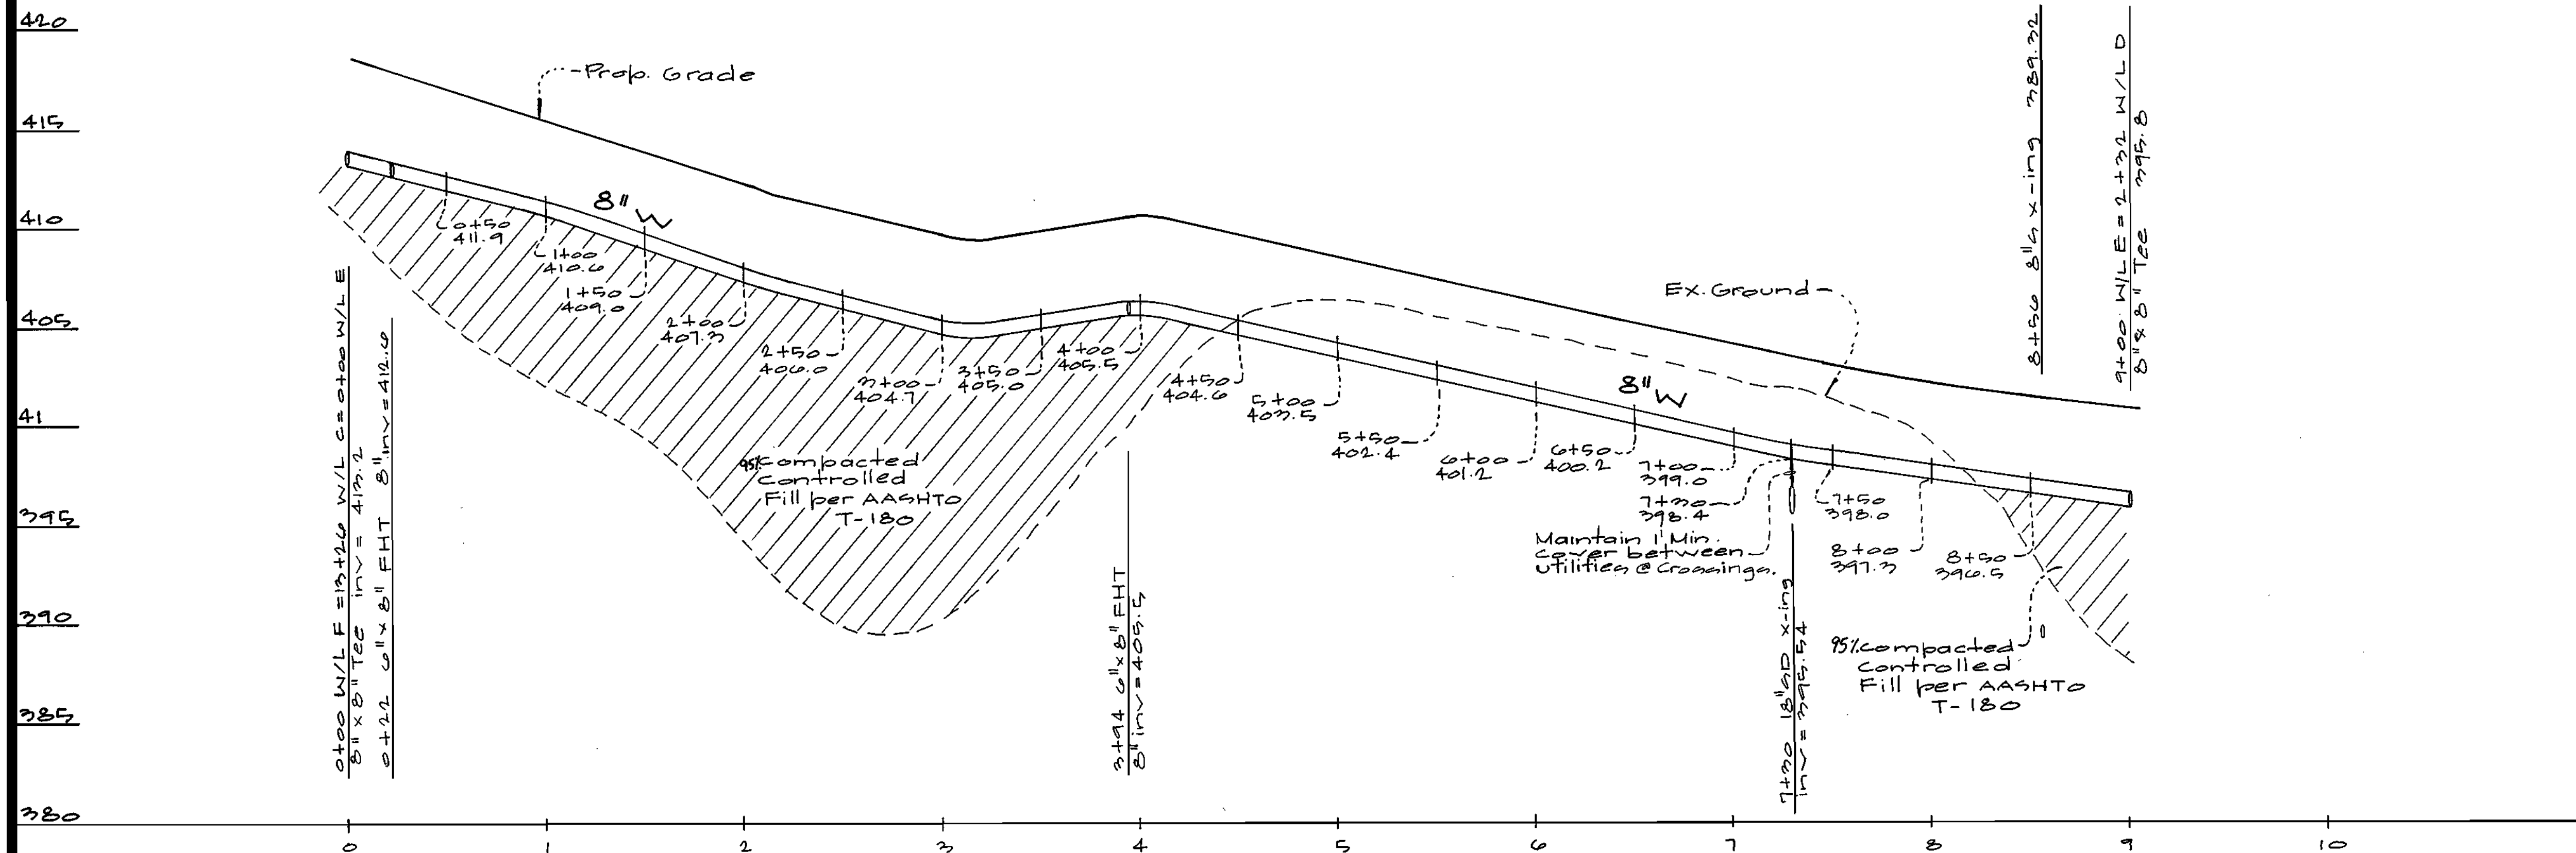 420
415
410
405
41
395
390
385
380
Prop. Grade
8" W
0+50
411.9
1+00
410.6
1+50
409.0
2+00
407.3
2+50
406.0
3+00
404.7
3+50
405.0
4+00
405.5
4+50
404.6
5+00
403.5
5+50
402.4
6+00
401.2
6+50
400.2
7+00
399.0
7+30
398.4
7+50
398.0
8+00
397.3
8+50
396.5
8" W
Ex. Ground
95% Compacted
Controlled
Fill per AASHTO
T-180
Maintain 1' Min.
cover between
utilities @ Crossings.
95% Compacted
Controlled
Fill per AASHTO
T-180
0+00 W/L F = 13+26 W/L C = 0+00 W/L E
8" x 8" Tee inv = 413.2
0+22 6" x 8" FHT 8" inv = 412.6
3+94 6" x 8" FHT
8" inv = 405.5
7+30 18" SD x-ing
inv = 395.54
8+56 8" S x-ing 389.32
9+00 W/L E = 2+32 W/L D
8" x 8" Tee 395.8
0 1 2 3 4 5 6 7 8 9 10